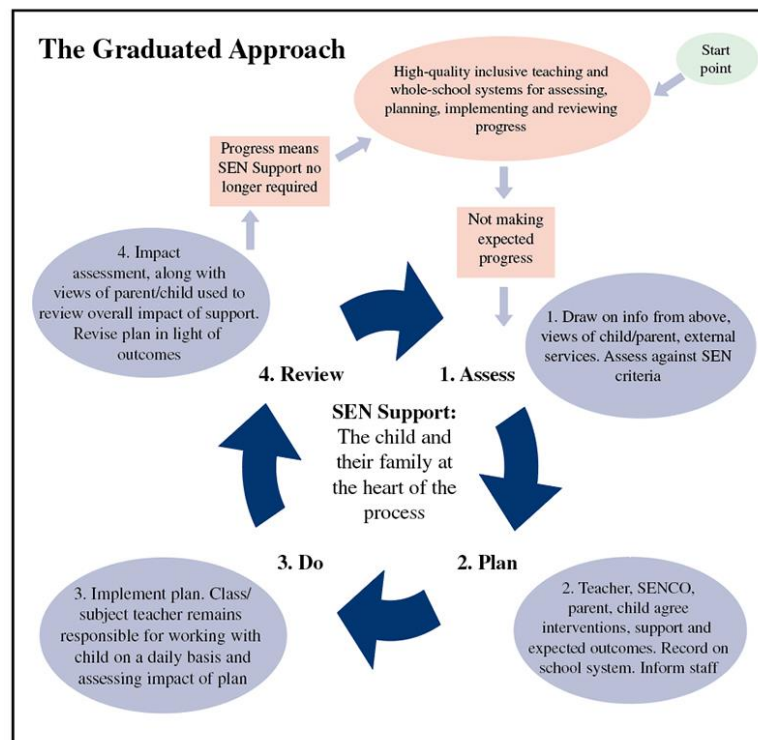 The Graduated Approach
Start
point
High-quality inclusive teaching and
whole-school systems for assessing,
planning, implementing and reviewing
progress
Progress means
SEN Support no
longer required
Not making
expected
progress
4. Impact
assessment, along with
views of parent/child used to
review overall impact of support.
Revise plan in light of
outcomes
1. Draw on info from above,
views of child/parent, external
services. Assess against SEN
criteria
4. Review
1. Assess
SEN Support:
The child and
their family at
the heart of the
process
3. Do
2. Plan
3. Implement plan. Class/
subject teacher remains
responsible for working with
child on a daily basis and
assessing impact of plan
2. Teacher, SENCO,
parent, child agree
interventions, support and
expected outcomes. Record on
school system. Inform staff